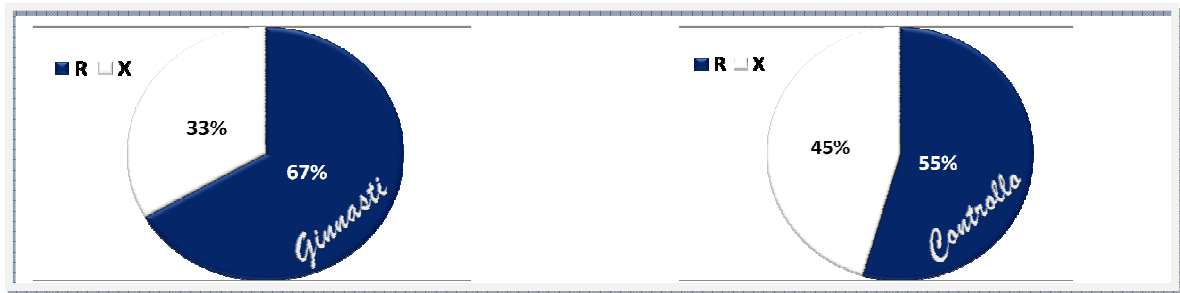 R X
33%
67%
Ginnasti
R X
45%
55%
Controllo